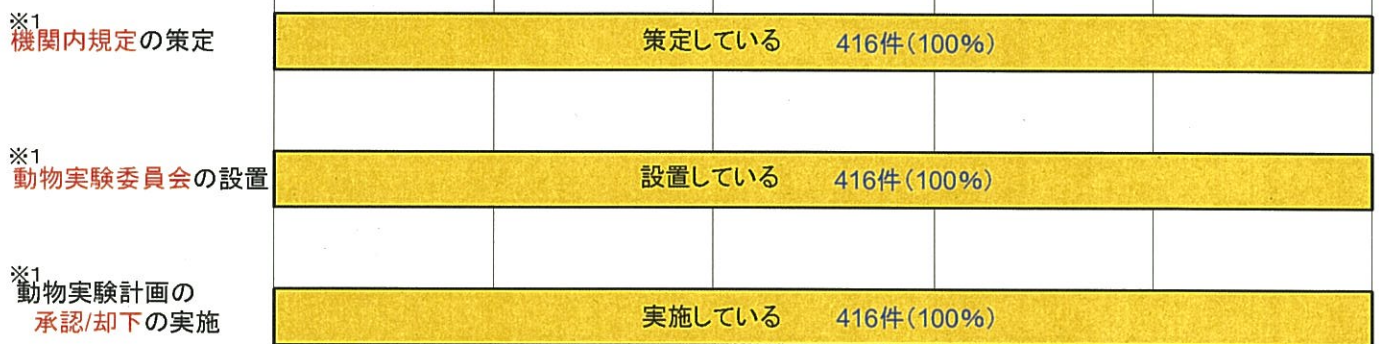 ※1
機関内規定の策定
策定している 416件(100%)
※1
動物実験委員会の設置
設置している 416件(100%)
※1
動物実験計画の
承認/却下の実施
実施している 416件(100%)